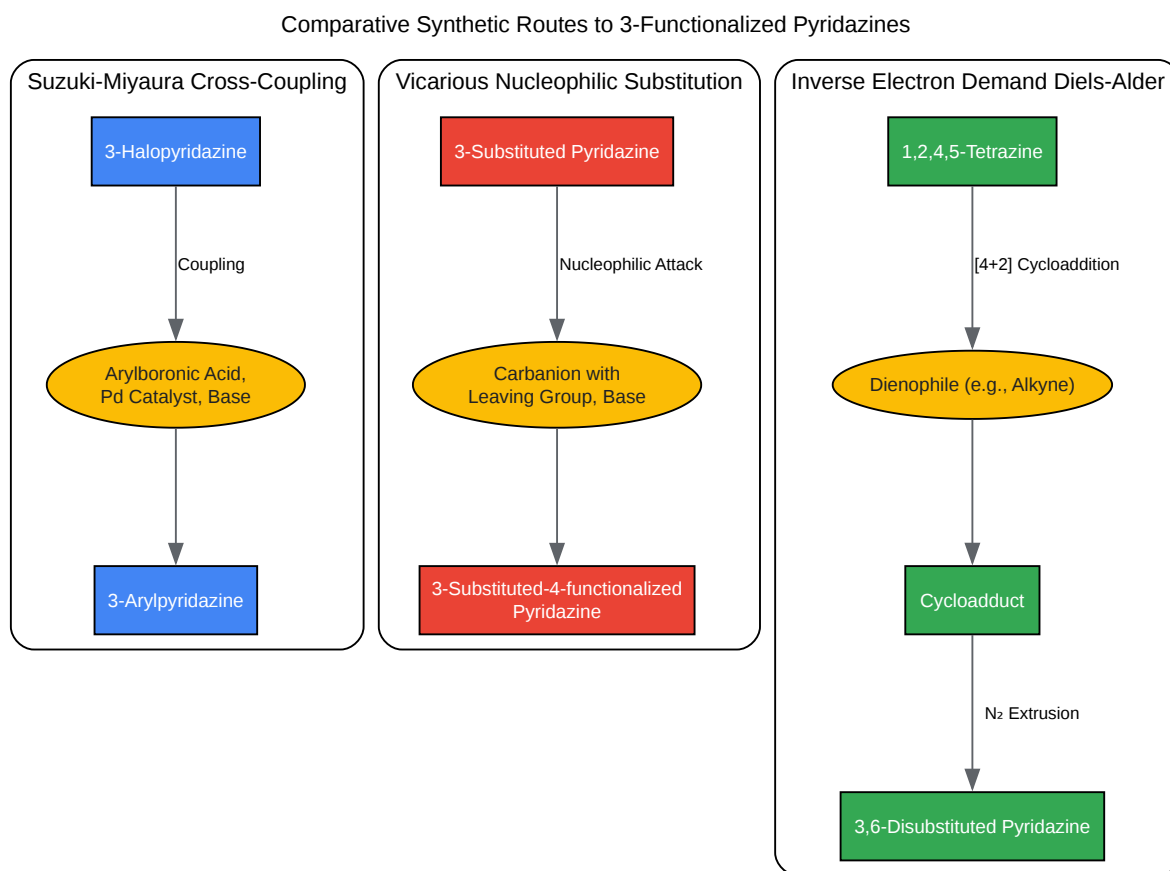 Comparative Synthetic Routes to 3-Functionalized Pyridazines
Suzuki-Miyaura Cross-Coupling
3-Halopyridazine
Coupling
Arylboronic Acid,
Pd Catalyst, Base
3-Arylpyridazine
Vicarious Nucleophilic Substitution
3-Substituted Pyridazine
Nucleophilic Attack
Carbanion with
Leaving Group, Base
3-Substituted-4-functionalized
Pyridazine
Inverse Electron Demand Diels-Alder
1,2,4,5-Tetrazine
[4+2] Cycloaddition
Dienophile (e.g., Alkyne)
Cycloadduct
N₂ Extrusion
3,6-Disubstituted Pyridazine